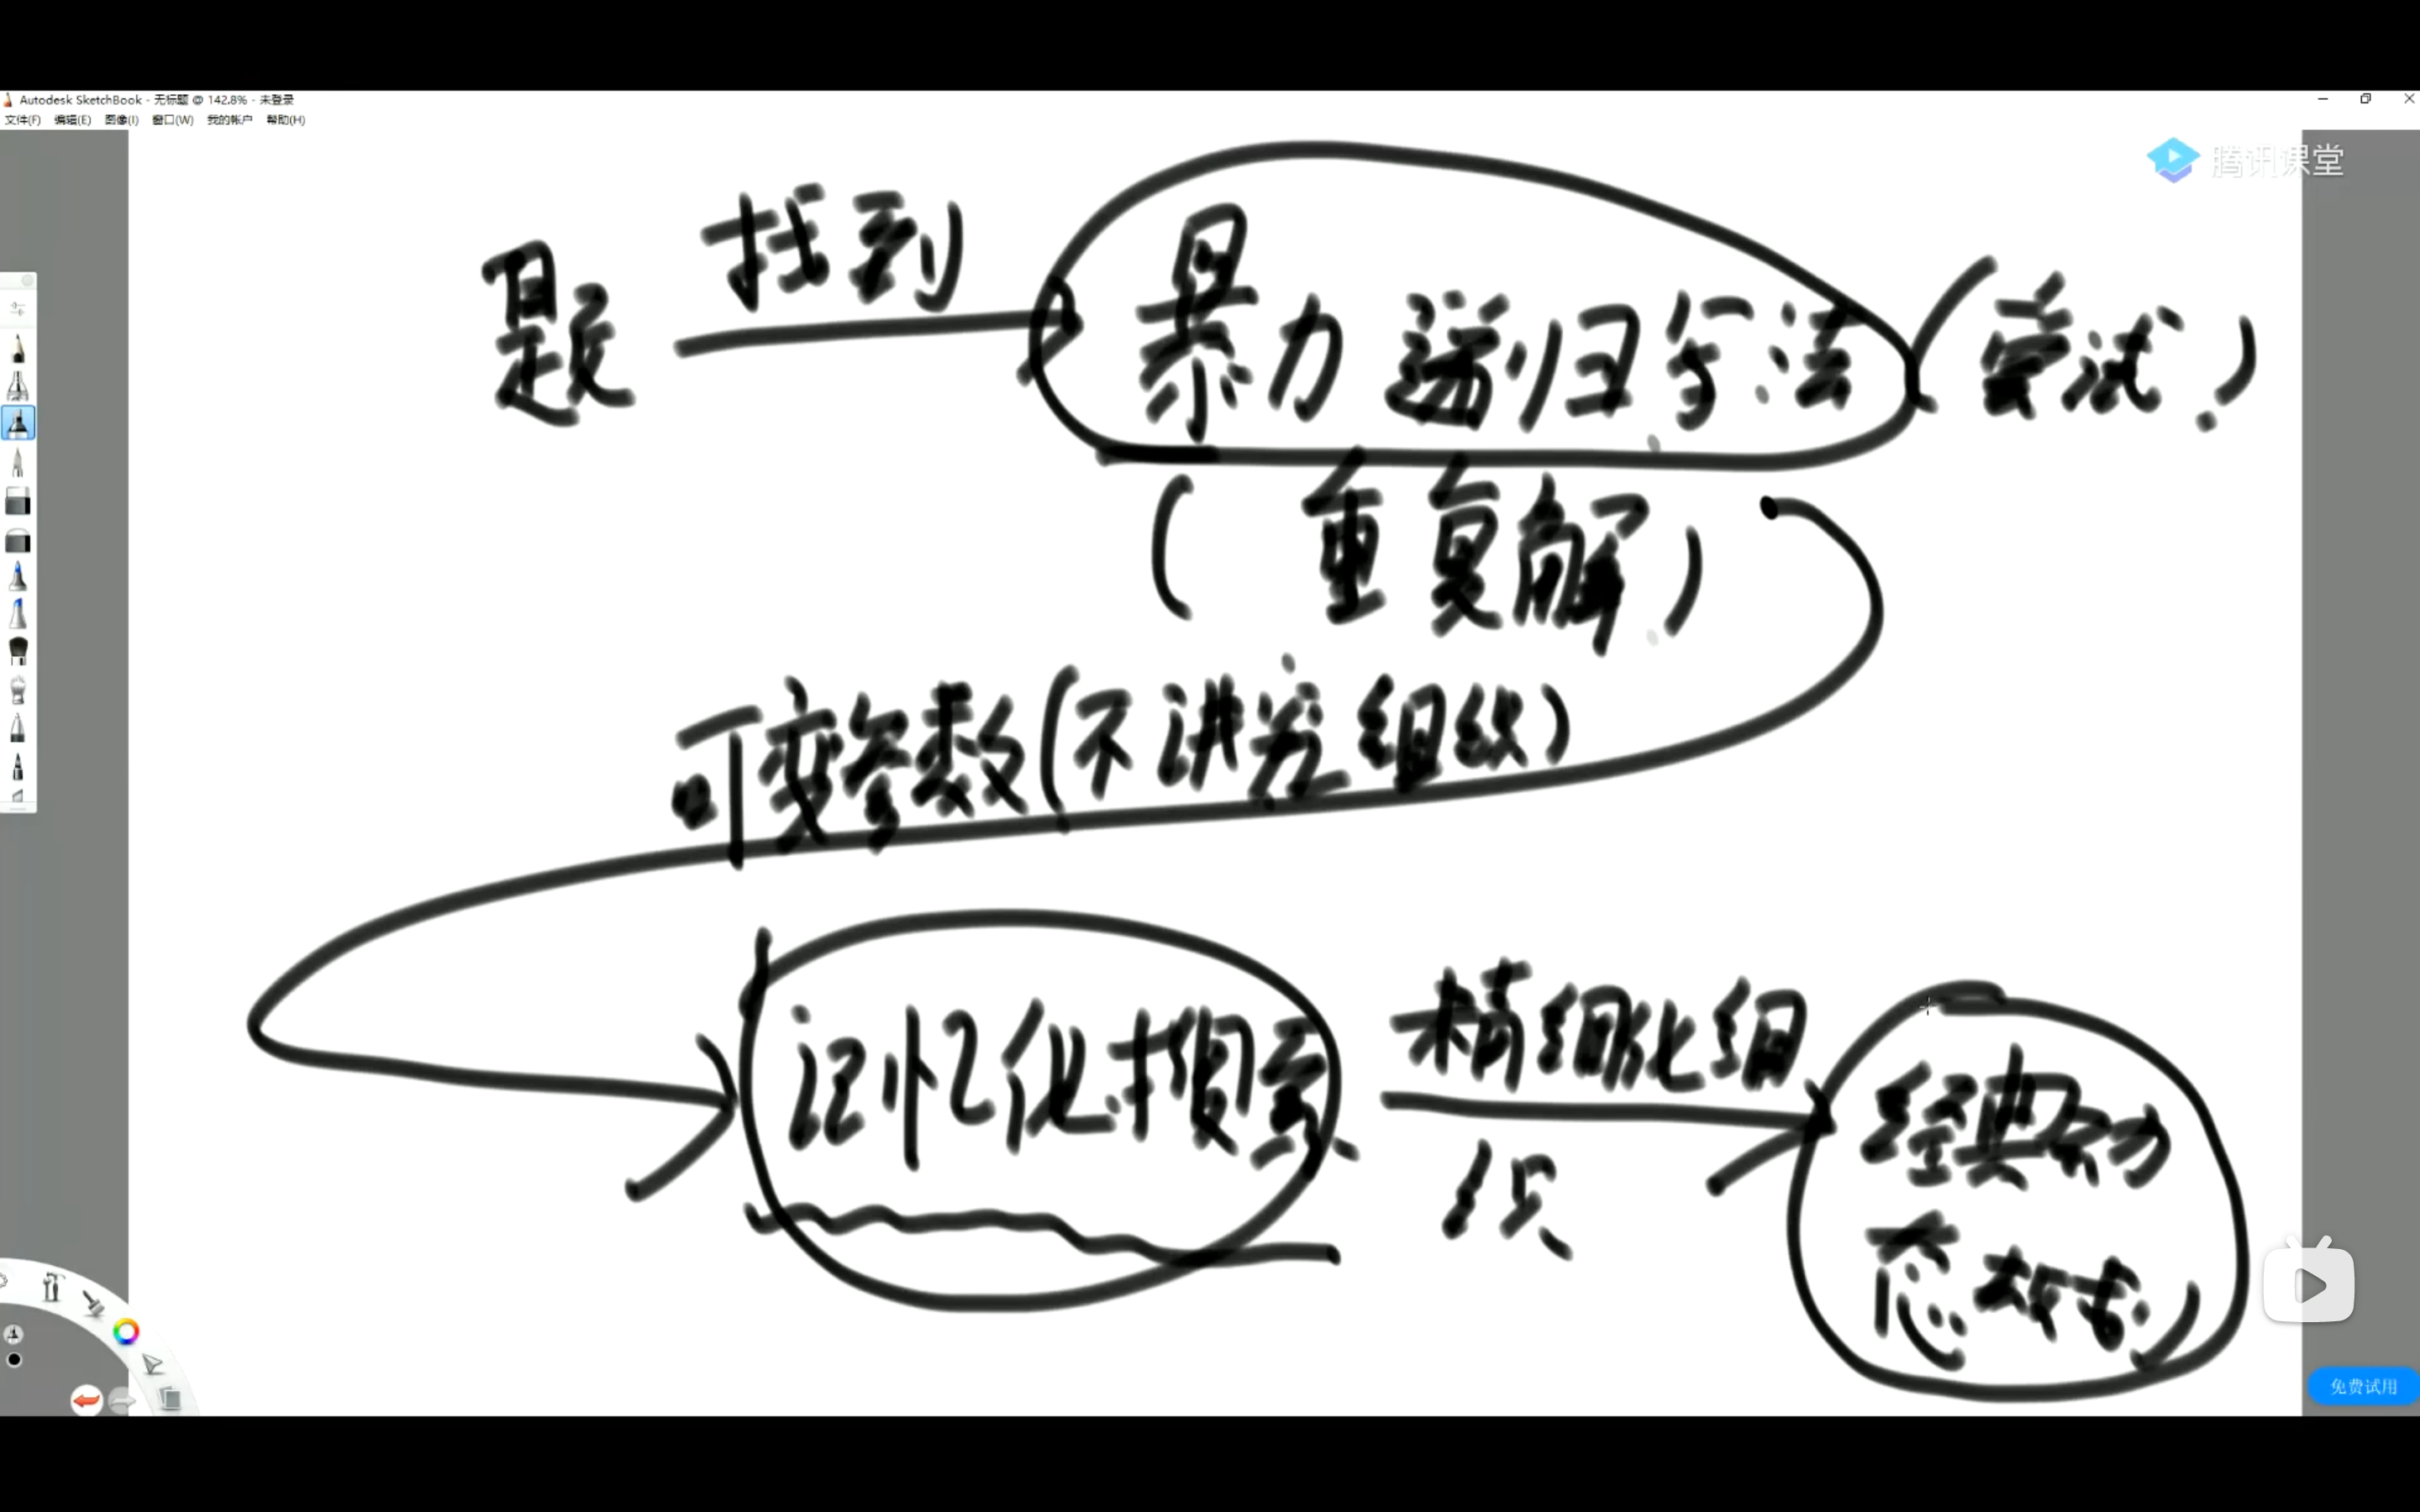 Autodesk SketchBook - 无标题 @ 142.8% - 未登录
文件(F) 编辑(E) 图像(I) 窗口(W) 我的帐户 帮助(H)
腾讯课堂
题 找到 暴力递归写法 (尝试!)
(重复解)
可变参数(不讲究组织)
记忆化搜索 精细化组织 经典动态规划
免费试用